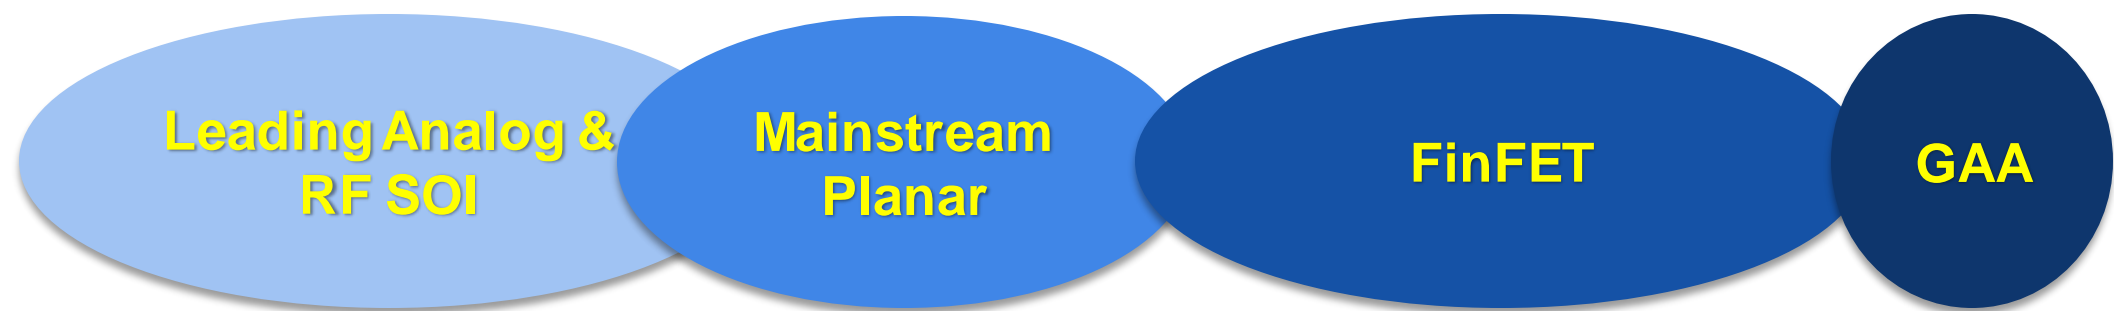 Leading Analog &
RF SOI
Mainstream
Planar
FinFET
GAA